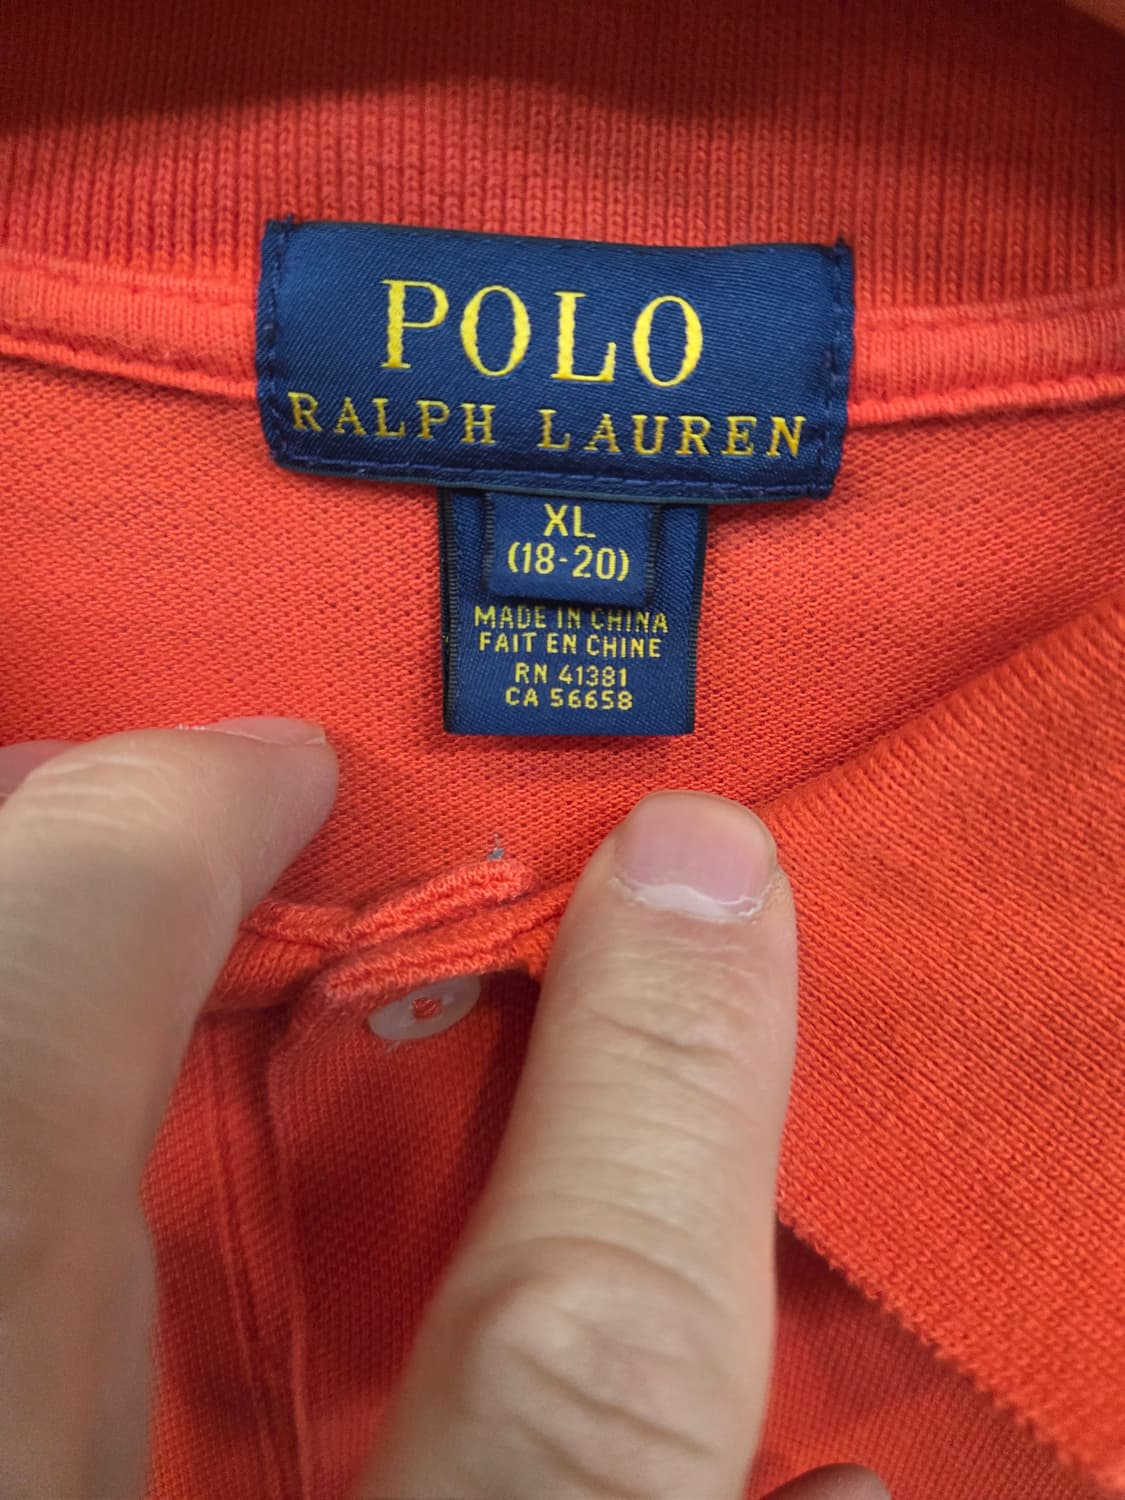 POLO
RALPH LAUREN
XL
(18-20)
MADE IN CHINA
FAIT EN CHINE
RN 41381
CA 56658